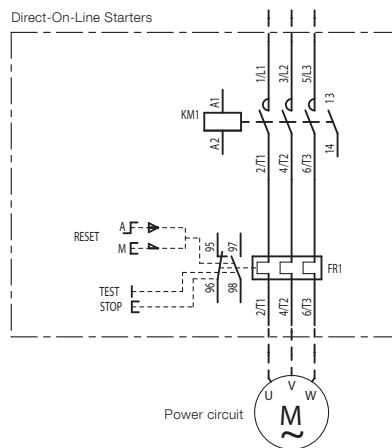 Direct-On-Line Starters
1/L1
3/L2
5/L3
13
KM1
A1
A2
14
2/T1
4/T2
6/T3
RESET
A
M
95
97
FR1
TEST
STOP
96
98
2/T1
4/T2
6/T3
U
V
W
M
~
Power circuit